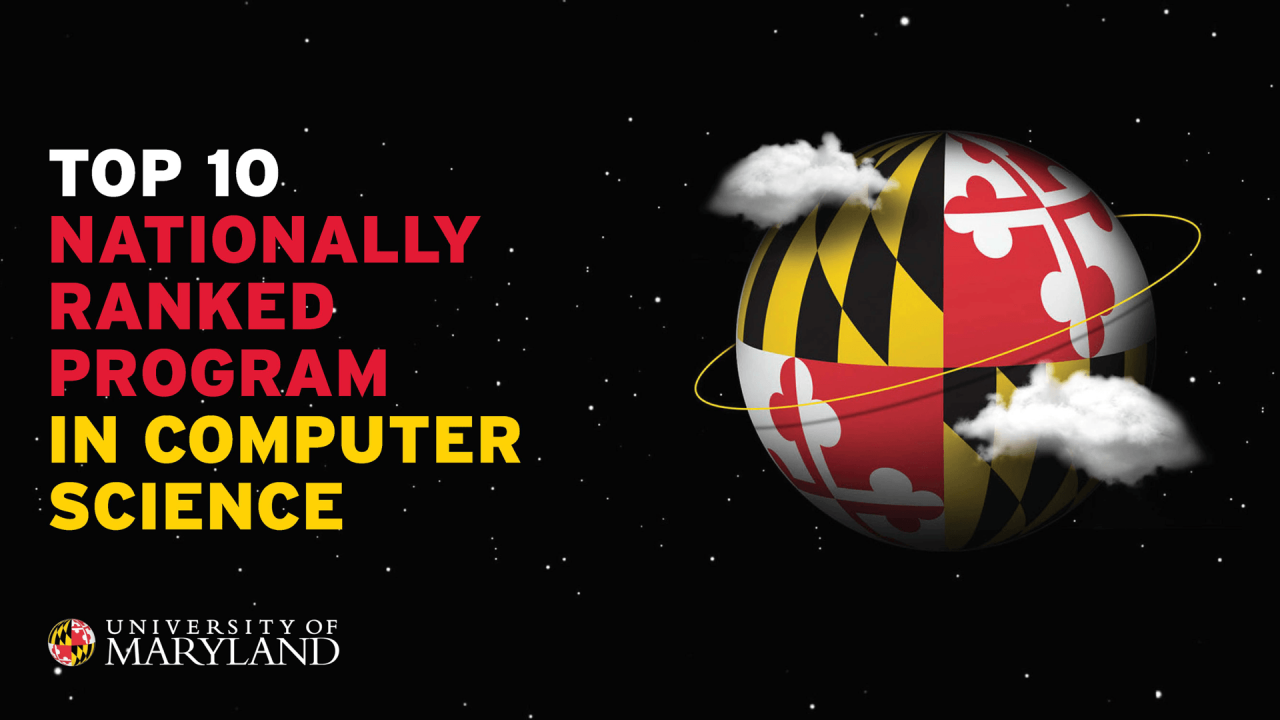 TOP 10
NATIONALLY
RANKED
PROGRAM
IN COMPUTER
SCIENCE
UNIVERSITY OF
MARYLAND